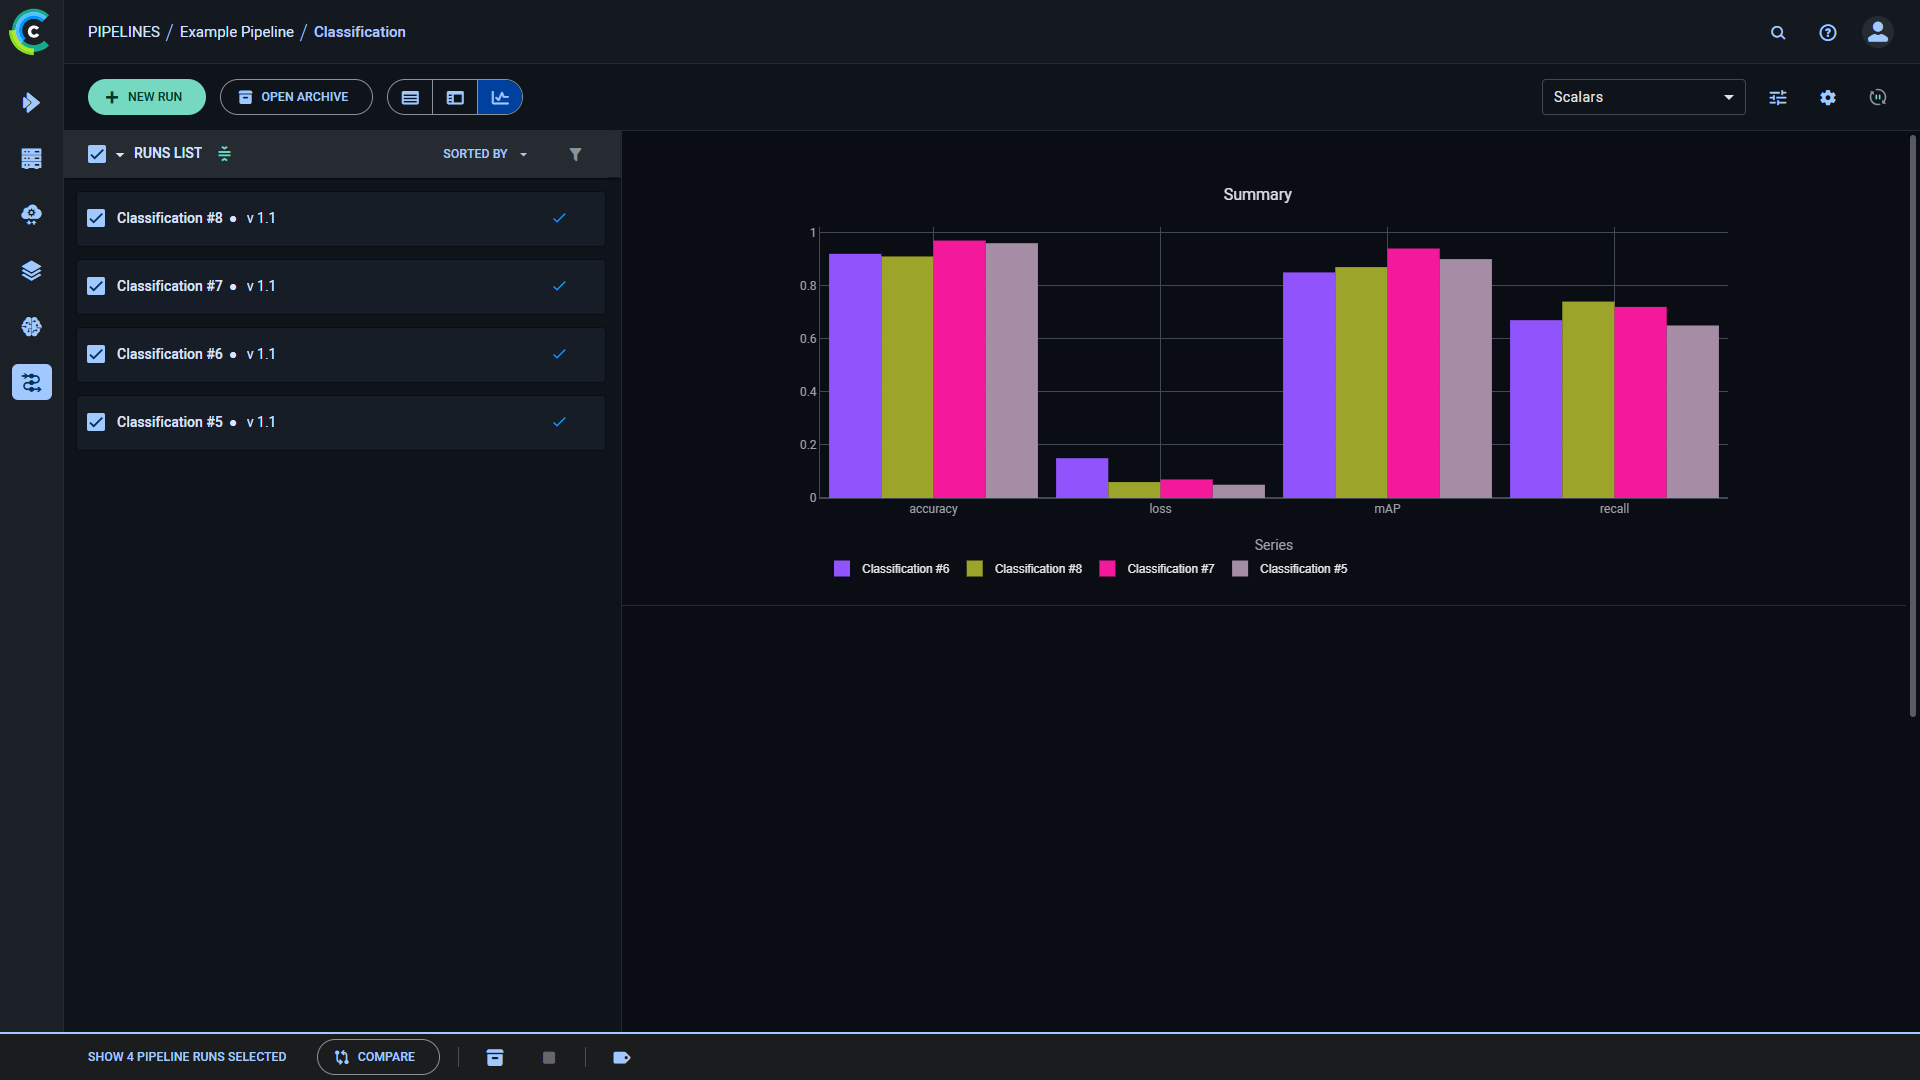 PIPELINES / Example Pipeline / Classification
NEW RUN
OPEN ARCHIVE
Scalars
RUNS LIST
SORTED BY
Classification #8 • v 1.1
Classification #7 • v 1.1
Classification #6 • v 1.1
Classification #5 • v 1.1
Summary
1
0.8
0.6
0.4
0.2
0
accuracy
loss
mAP
recall
Series
Classification #6
Classification #8
Classification #7
Classification #5
SHOW 4 PIPELINE RUNS SELECTED
COMPARE